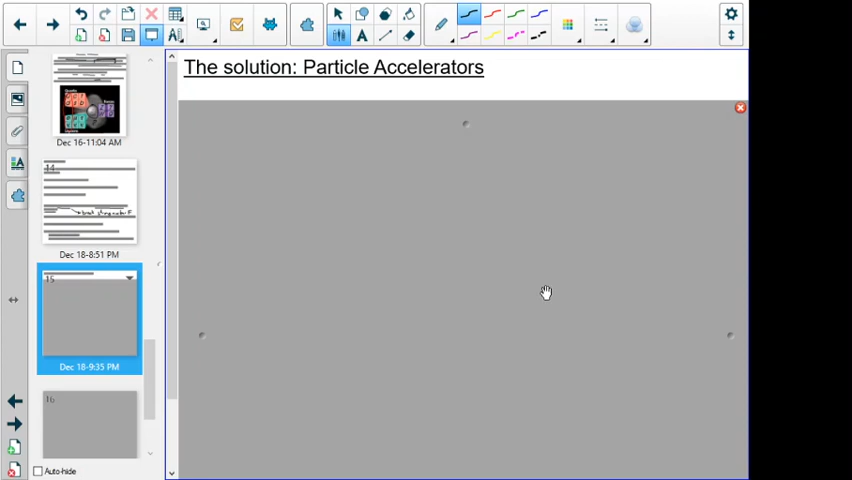 The solution: Particle Accelerators
Dec 16-11:04 AM
14
Dec 18-8:51 PM
15
Dec 18-9:35 PM
16
Auto-hide